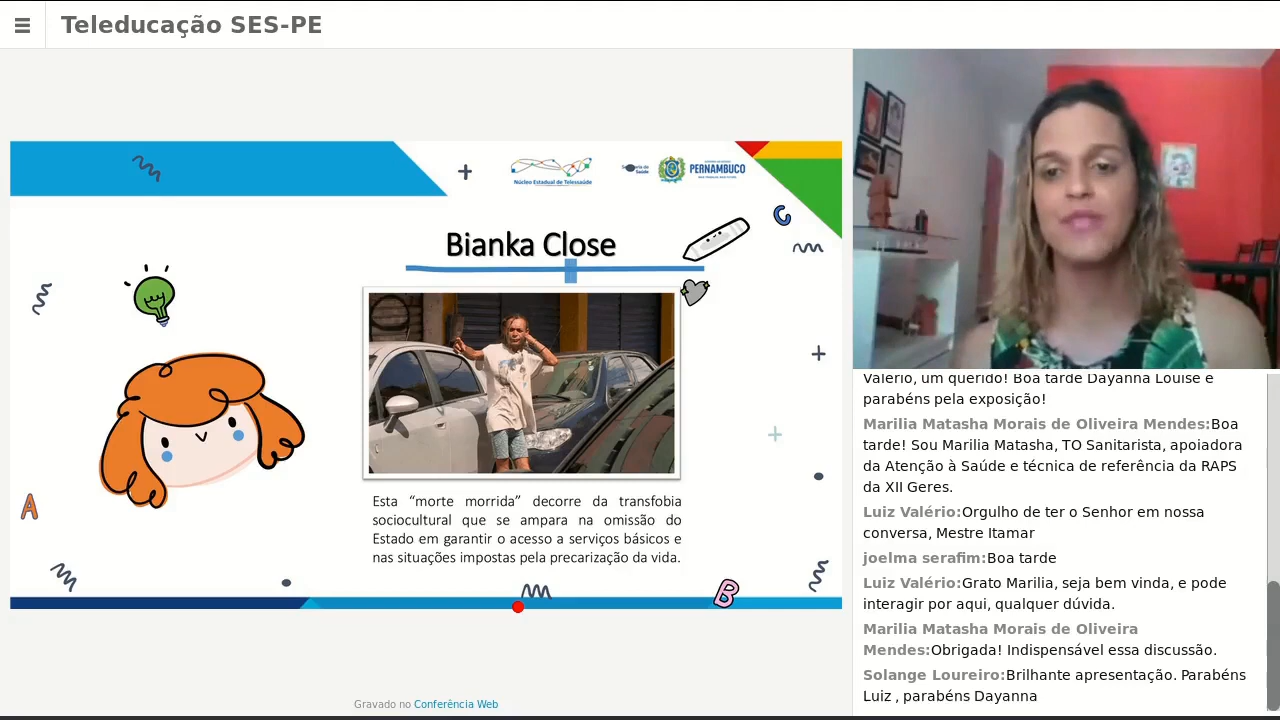 Teleducação SES-PE
Núcleo Estadual de Telessaúde
Saúde
PERNAMBUCO
C
Bianka Close
A
Esta “morte morrida” decorre da transfobia
sociocultural que se ampara na omissão do
Estado em garantir o acesso a serviços básicos e
nas situações impostas pela precarização da vida.
B
Gravado no Conferência Web
Valério, um querido! Boa tarde Dayanna Louise e
parabéns pela exposição!
Marilia Matasha Morais de Oliveira Mendes:Boa
tarde! Sou Marilia Matasha, TO Sanitarista, apoiadora
da Atenção à Saúde e técnica de referência da RAPS
da XII Geres.
Luiz Valério:Orgulho de ter o Senhor em nossa
conversa, Mestre Itamar
joelma serafim:Boa tarde
Luiz Valério:Grato Marilia, seja bem vinda, e pode
interagir por aqui, qualquer dúvida.
Marilia Matasha Morais de Oliveira
Mendes:Obrigada! Indispensável essa discussão.
Solange Loureiro:Brilhante apresentação. Parabéns
Luiz , parabéns Dayanna